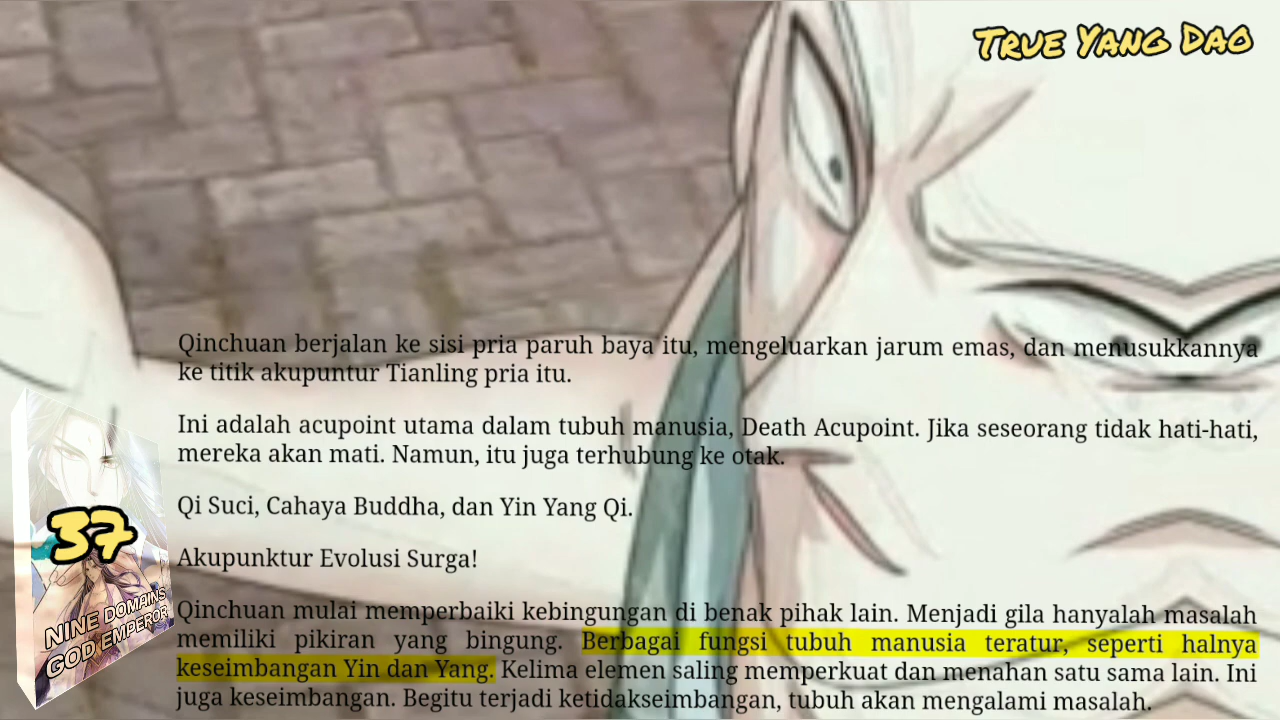 TRUE YANG DAO
Qinchuan berjalan ke sisi pria paruh baya itu, mengeluarkan jarum emas, dan menusukkannya
ke titik akupuntur Tianling pria itu.
Ini adalah acupoint utama dalam tubuh manusia, Death Acupoint. Jika seseorang tidak hati-hati,
mereka akan mati. Namun, itu juga terhubung ke otak.
Qi Suci, Cahaya Buddha, dan Yin Yang Qi.
Akupunktur Evolusi Surga!
Qinchuan mulai memperbaiki kebingungan di benak pihak lain. Menjadi gila hanyalah masalah
memiliki pikiran yang bingung. Berbagai fungsi tubuh manusia teratur, seperti halnya
keseimbangan Yin dan Yang. Kelima elemen saling memperkuat dan menahan satu sama lain. Ini
juga keseimbangan. Begitu terjadi ketidakseimbangan, tubuh akan mengalami masalah.
37
NINE DOMAINS
GOD EMPEROR